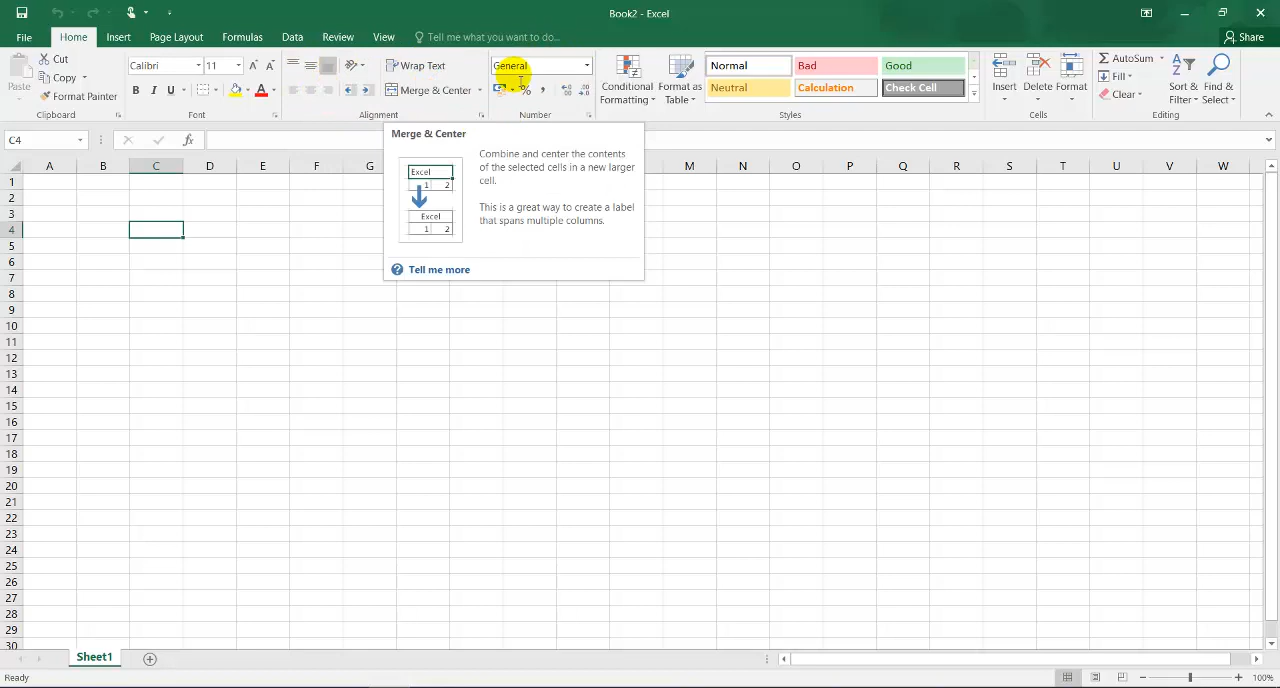 Book2 - Excel
File Home Insert Page Layout Formulas Data Review View Tell me what you want to do... Share
Paste
Cut
Copy
Format Painter
Clipboard
Calibri 11
B I U
Font
Wrap Text
Merge & Center
Alignment
General
%
Number
Conditional Formatting
Format as Table
Normal Bad Good
Neutral Calculation Check Cell
Styles
Insert Delete Format
Cells
AutoSum
Fill
Clear
Sort & Filter
Find & Select
Editing
C4 fx
Merge & Center
Excel
1 2
Excel
1 2
Combine and center the contents
of the selected cells in a new larger
cell.
This is a great way to create a label
that spans multiple columns.
Tell me more
A B C D E F G M N O P Q R S T U V W
1
2
3
4
5
6
7
8
9
10
11
12
13
14
15
16
17
18
19
20
21
22
23
24
25
26
27
28
29
30
Sheet1
Ready 100%